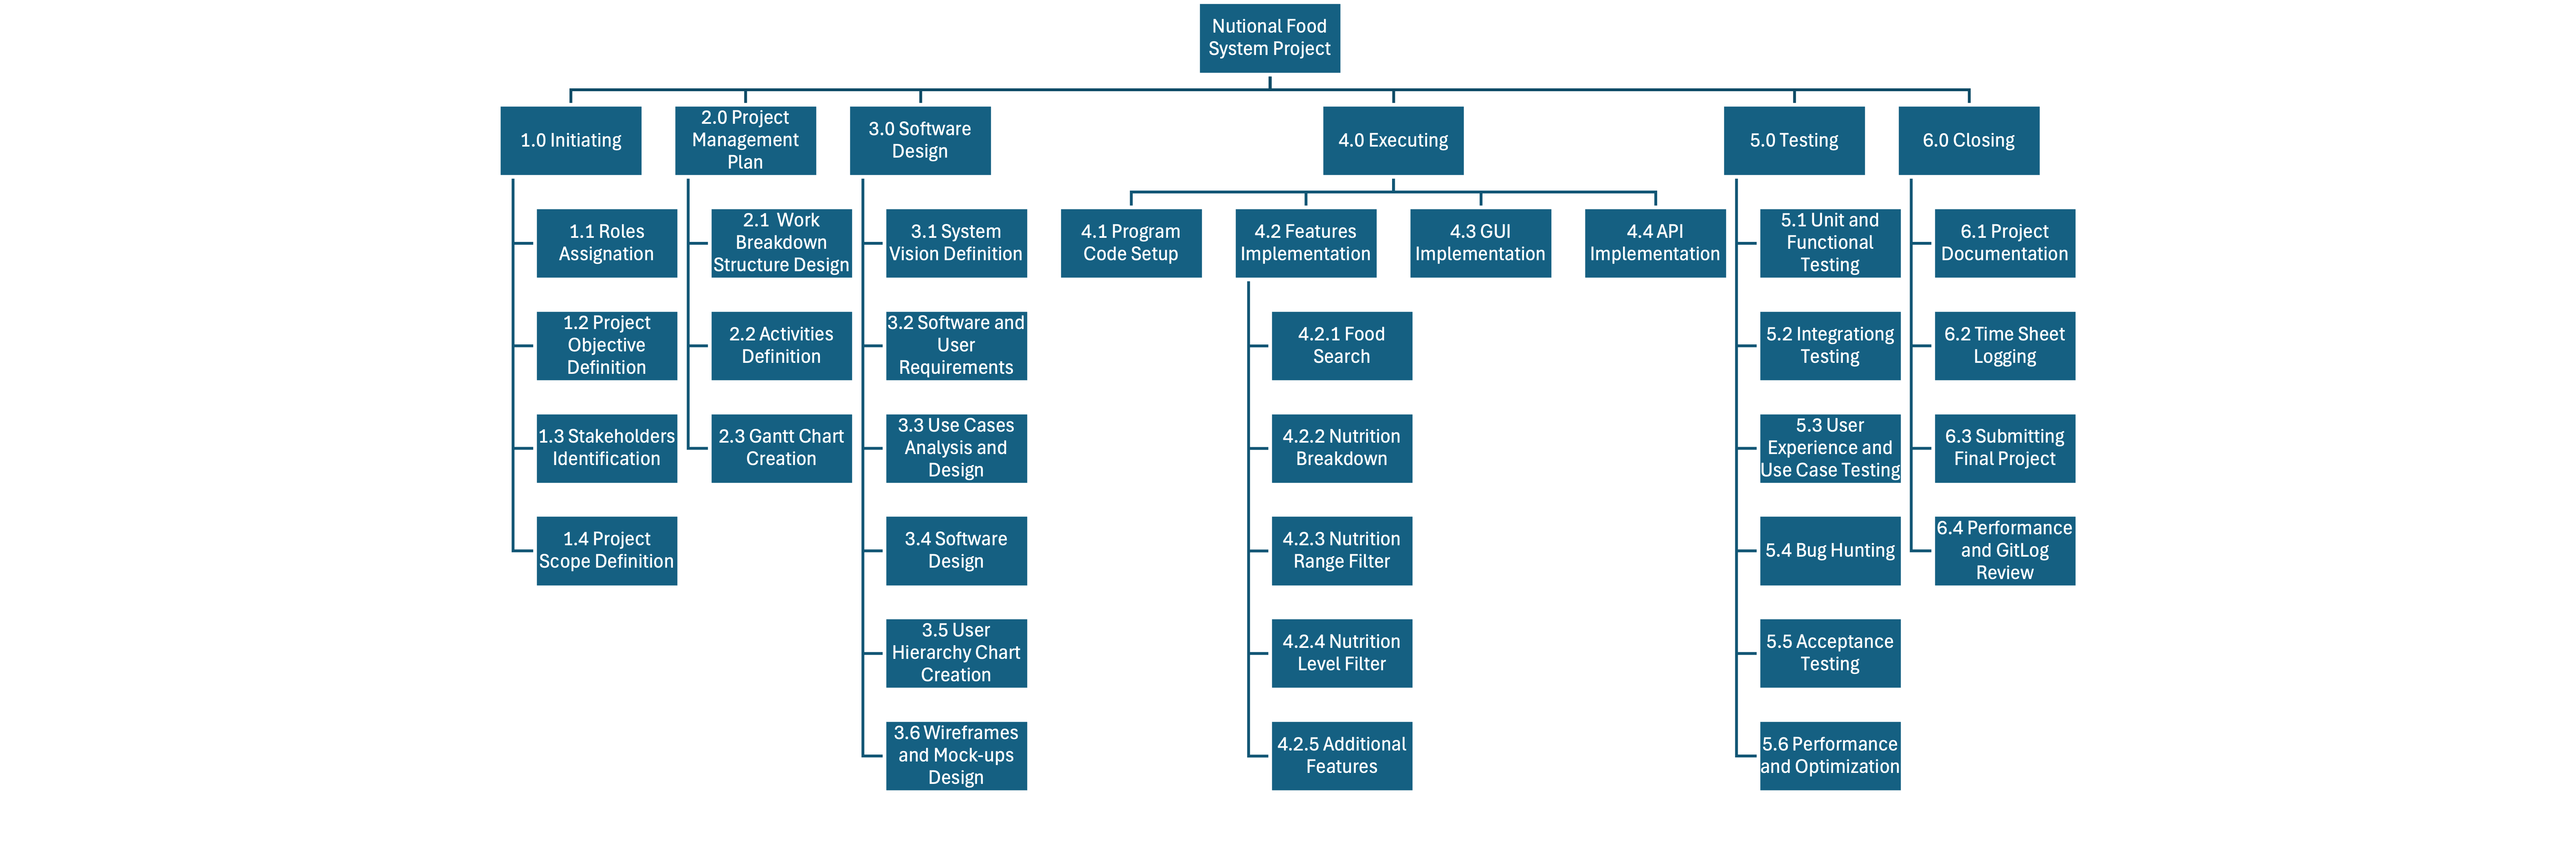 Nutional Food
System Project
1.0 Initiating
2.0 Project
Management
Plan
3.0 Software
Design
4.0 Executing
5.0 Testing
6.0 Closing
1.1 Roles
Assignation
1.2 Project
Objective
Definition
1.3 Stakeholders
Identification
1.4 Project
Scope Definition
2.1 Work
Breakdown
Structure Design
2.2 Activities
Definition
2.3 Gantt Chart
Creation
3.1 System
Vision Definition
3.2 Software and
User
Requirements
3.3 Use Cases
Analysis and
Design
3.4 Software
Design
3.5 User
Hierarchy Chart
Creation
3.6 Wireframes
and Mock-ups
Design
4.1 Program
Code Setup
4.2 Features
Implementation
4.2.1 Food
Search
4.2.2 Nutrition
Breakdown
4.2.3 Nutrition
Range Filter
4.2.4 Nutrition
Level Filter
4.2.5 Additional
Features
4.3 GUI
Implementation
4.4 API
Implementation
5.1 Unit and
Functional
Testing
5.2 Integrationg
Testing
5.3 User
Experience and
Use Case Testing
5.4 Bug Hunting
5.5 Acceptance
Testing
5.6 Performance
and Optimization
6.1 Project
Documentation
6.2 Time Sheet
Logging
6.3 Submitting
Final Project
6.4 Performance
and GitLog
Review